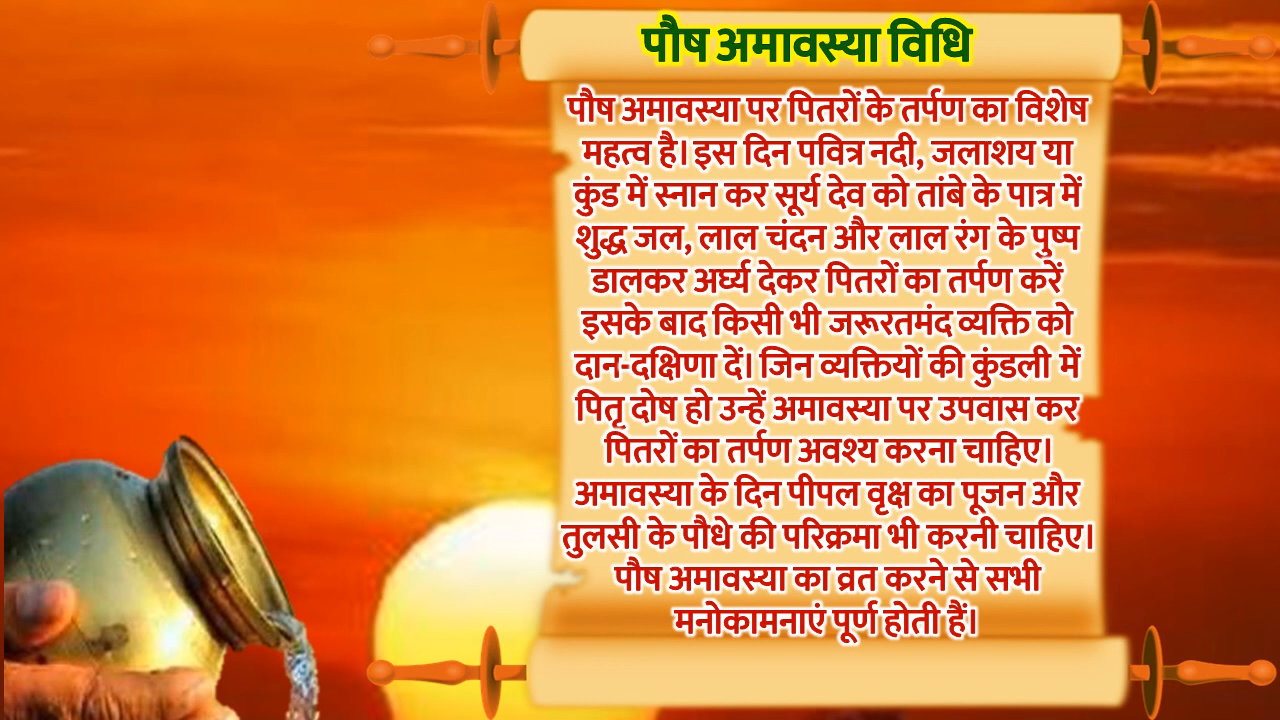 पौष अमावस्या विधि
पौष अमावस्या पर पितरों के तर्पण का विशेष
महत्व है। इस दिन पवित्र नदी, जलाशय या
कुंड में स्नान कर सूर्य देव को तांबे के पात्र में
शुद्ध जल, लाल चंदन और लाल रंग के पुष्प
डालकर अर्घ्य देकर पितरों का तर्पण करें
इसके बाद किसी भी जरूरतमंद व्यक्ति को
दान-दक्षिणा दें। जिन व्यक्तियों की कुंडली में
पितृ दोष हो उन्हें अमावस्या पर उपवास कर
पितरों का तर्पण अवश्य करना चाहिए।
अमावस्या के दिन पीपल वृक्ष का पूजन और
तुलसी के पौधे की परिक्रमा भी करनी चाहिए।
पौष अमावस्या का व्रत करने से सभी
मनोकामनाएं पूर्ण होती हैं।